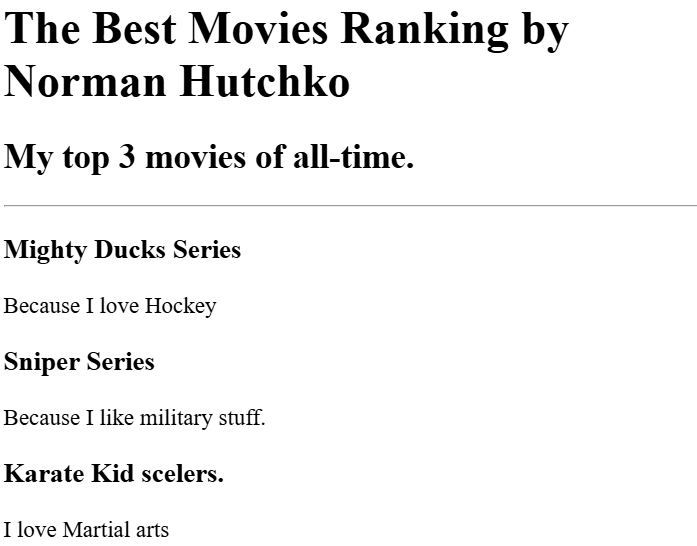 The Best Movies Ranking by
Norman Hutchko
My top 3 movies of all-time.
Mighty Ducks Series
Because I love Hockey
Sniper Series
Because I like military stuff.
Karate Kid scelers.
I love Martial arts